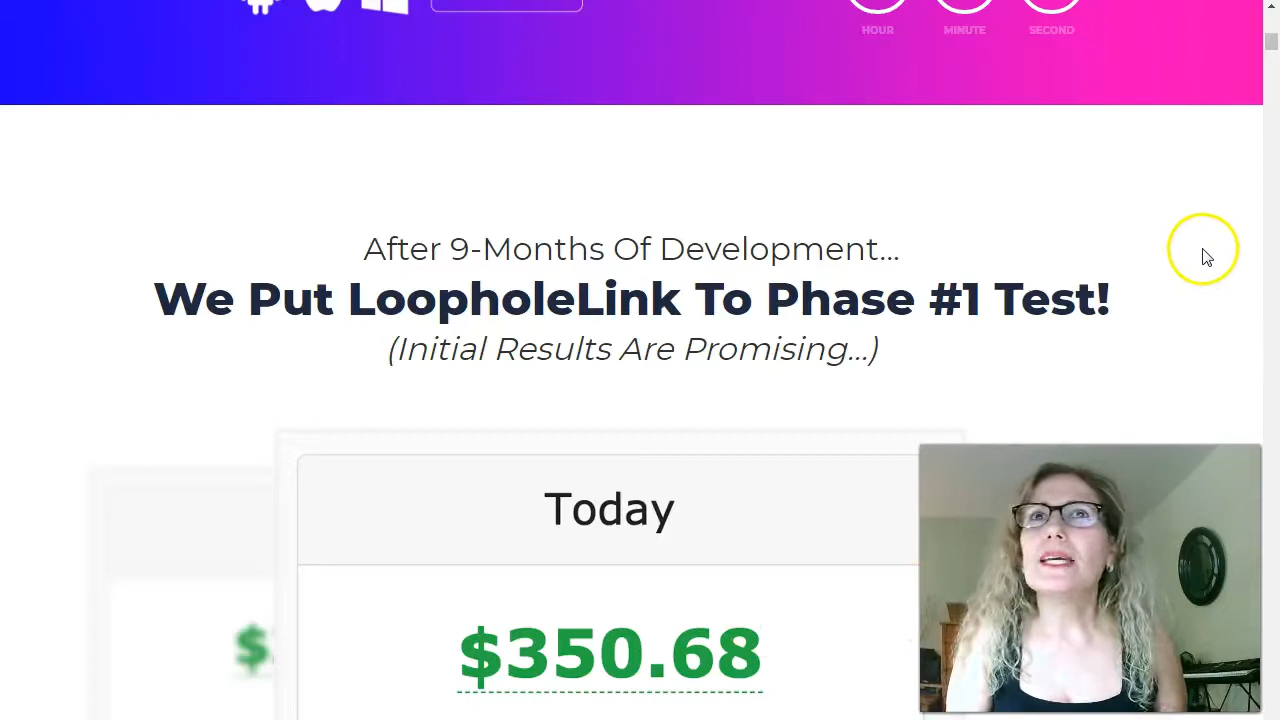 HOUR MINUTE SECOND
After 9-Months Of Development...
We Put LoopholeLink To Phase #1 Test!
(Initial Results Are Promising...)
Today
$350.68
$